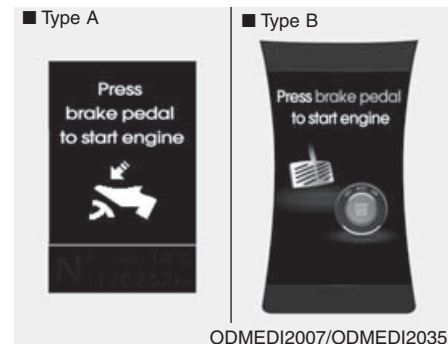 ■ Type A
Press
brake pedal
to start engine
N
■ Type B
Press brake pedal
to start engine
ODMEDI2007/ODMEDI2035